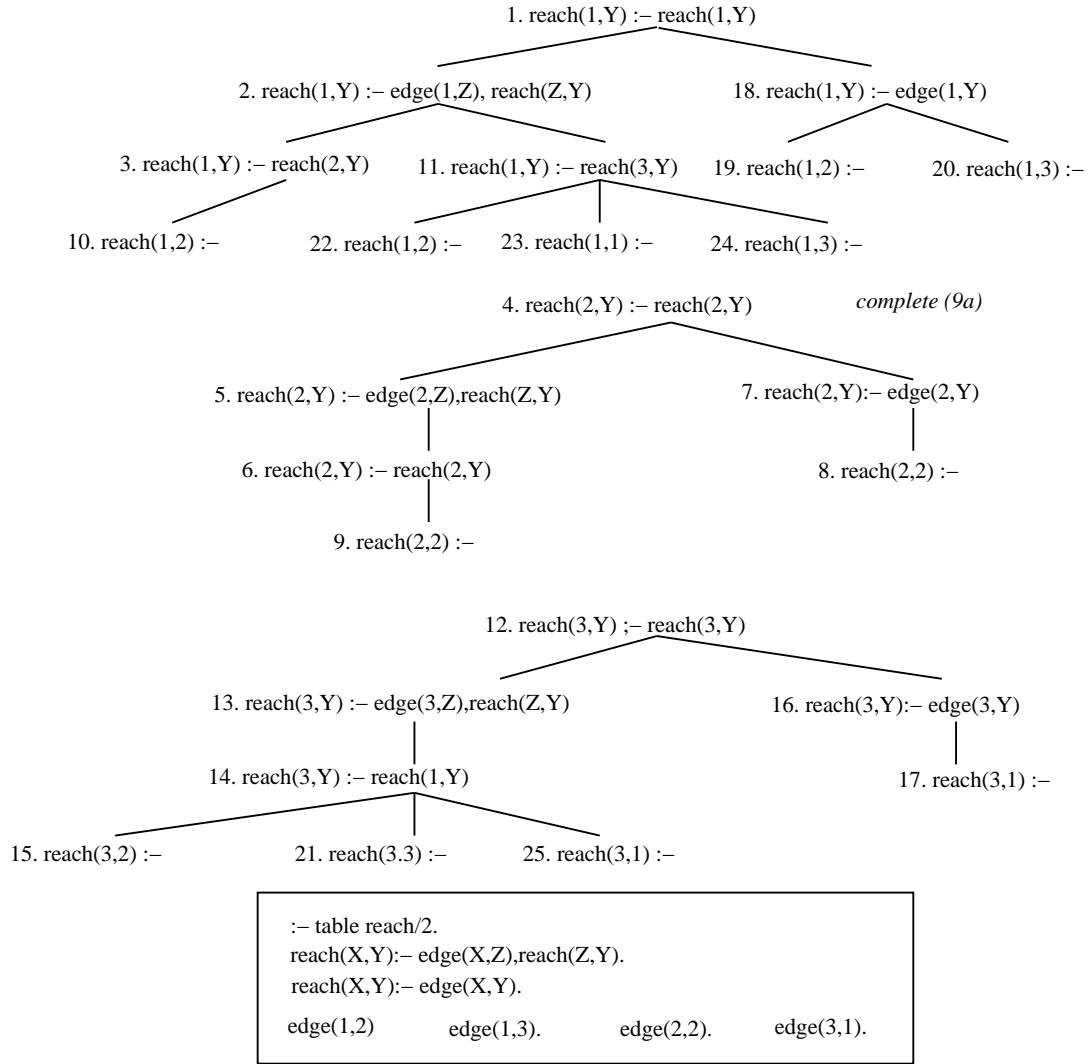 1. reach(1,Y) :– reach(1,Y)
2. reach(1,Y) :– edge(1,Z), reach(Z,Y) 18. reach(1,Y) :– edge(1,Y)
3. reach(1,Y) :– reach(2,Y) 11. reach(1,Y) :– reach(3,Y) 19. reach(1,2) :– 20. reach(1,3) :–
10. reach(1,2) :– 22. reach(1,2) :– 23. reach(1,1) :– 24. reach(1,3) :–
4. reach(2,Y) :– reach(2,Y) complete (9a)
5. reach(2,Y) :– edge(2,Z),reach(Z,Y) 7. reach(2,Y):– edge(2,Y)
6. reach(2,Y) :– reach(2,Y) 8. reach(2,2) :–
9. reach(2,2) :–
12. reach(3,Y) ;– reach(3,Y)
13. reach(3,Y) :– edge(3,Z),reach(Z,Y) 16. reach(3,Y):– edge(3,Y)
14. reach(3,Y) :– reach(1,Y) 17. reach(3,1) :–
15. reach(3,2) :– 21. reach(3.3) :– 25. reach(3,1) :–
:– table reach/2.
reach(X,Y):– edge(X,Z),reach(Z,Y).
reach(X,Y):– edge(X,Y).
edge(1,2) edge(1,3). edge(2,2). edge(3,1).